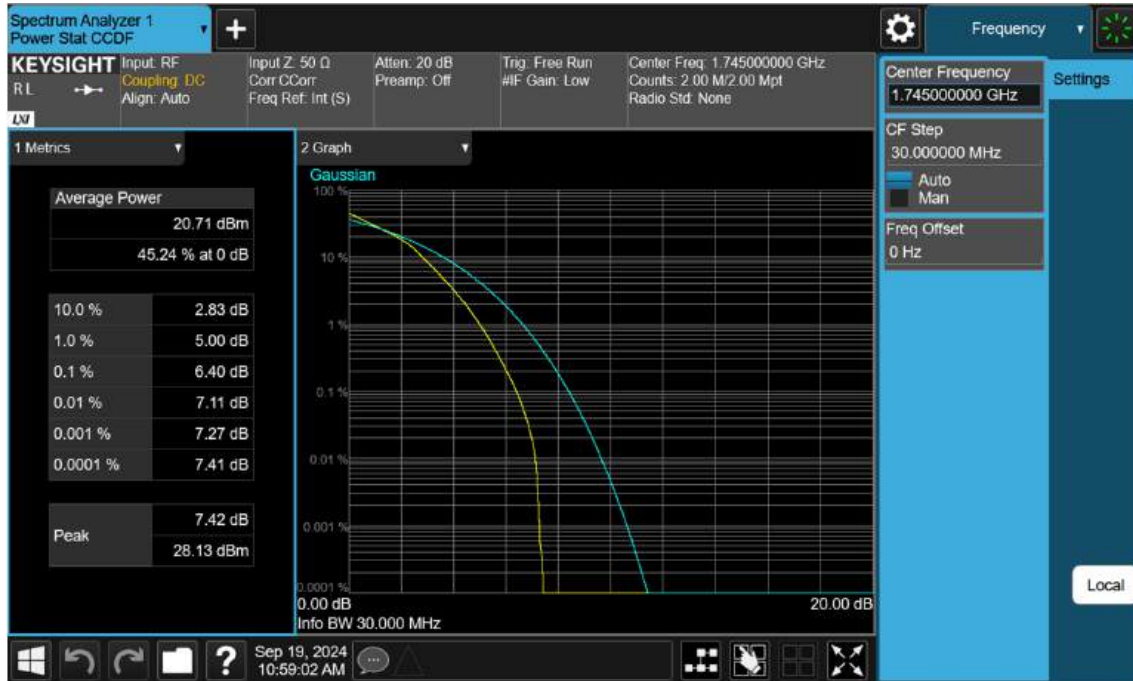 Spectrum Analyzer 1
Power Stat CCDF
Frequency
KEYSIGHT
RL
LXI
Input: RF
Coupling: DC
Align: Auto
Input Z: 50 Ω
Corr CCorr
Freq Ref: Int (S)
Atten: 20 dB
Preamp: Off
Trig: Free Run
#IF Gain: Low
Center Freq: 1.745000000 GHz
Counts: 2.00 M/2.00 Mpt
Radio Std: None
Center Frequency
1.745000000 GHz
Settings
CF Step
30.000000 MHz
Auto
Man
Freq Offset
0 Hz
1 Metrics
Average Power
20.71 dBm
45.24 % at 0 dB
10.0 % 2.83 dB
1.0 % 5.00 dB
0.1 % 6.40 dB
0.01 % 7.11 dB
0.001 % 7.27 dB
0.0001 % 7.41 dB
Peak
7.42 dB
28.13 dBm
2 Graph
Gaussian
100 %
10 %
1 %
0.1 %
0.01 %
0.001 %
0.0001 %
0.00 dB 20.00 dB
Info BW 30.000 MHz
Local
?
Sep 19, 2024
10:59:02 AM